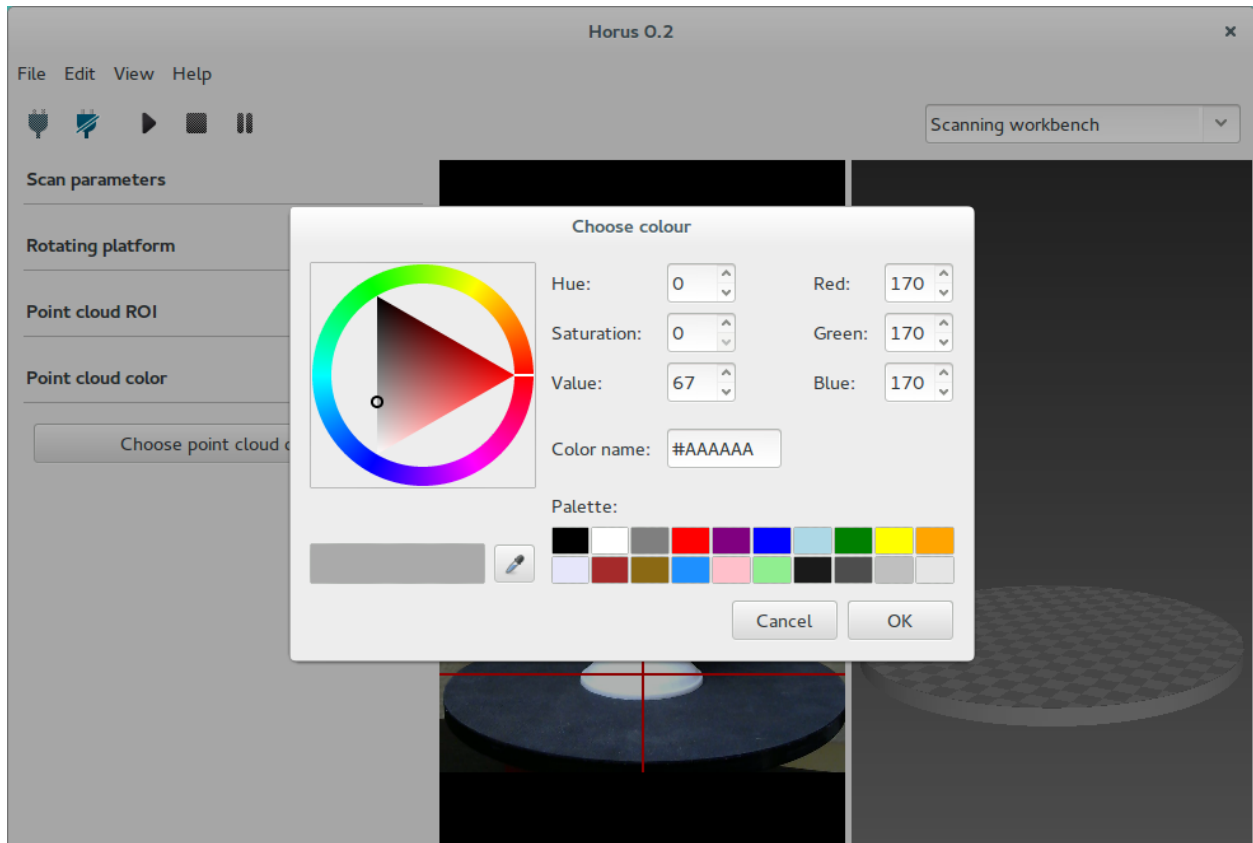 Horus 0.2
File Edit View Help
Scanning workbench
Scan parameters
Rotating platform
Point cloud ROI
Point cloud color
Choose point cloud
Choose colour
Hue: 0 Red: 170
Saturation: 0 Green: 170
Value: 67 Blue: 170
Color name: #AAAAAA
Palette:
Cancel OK